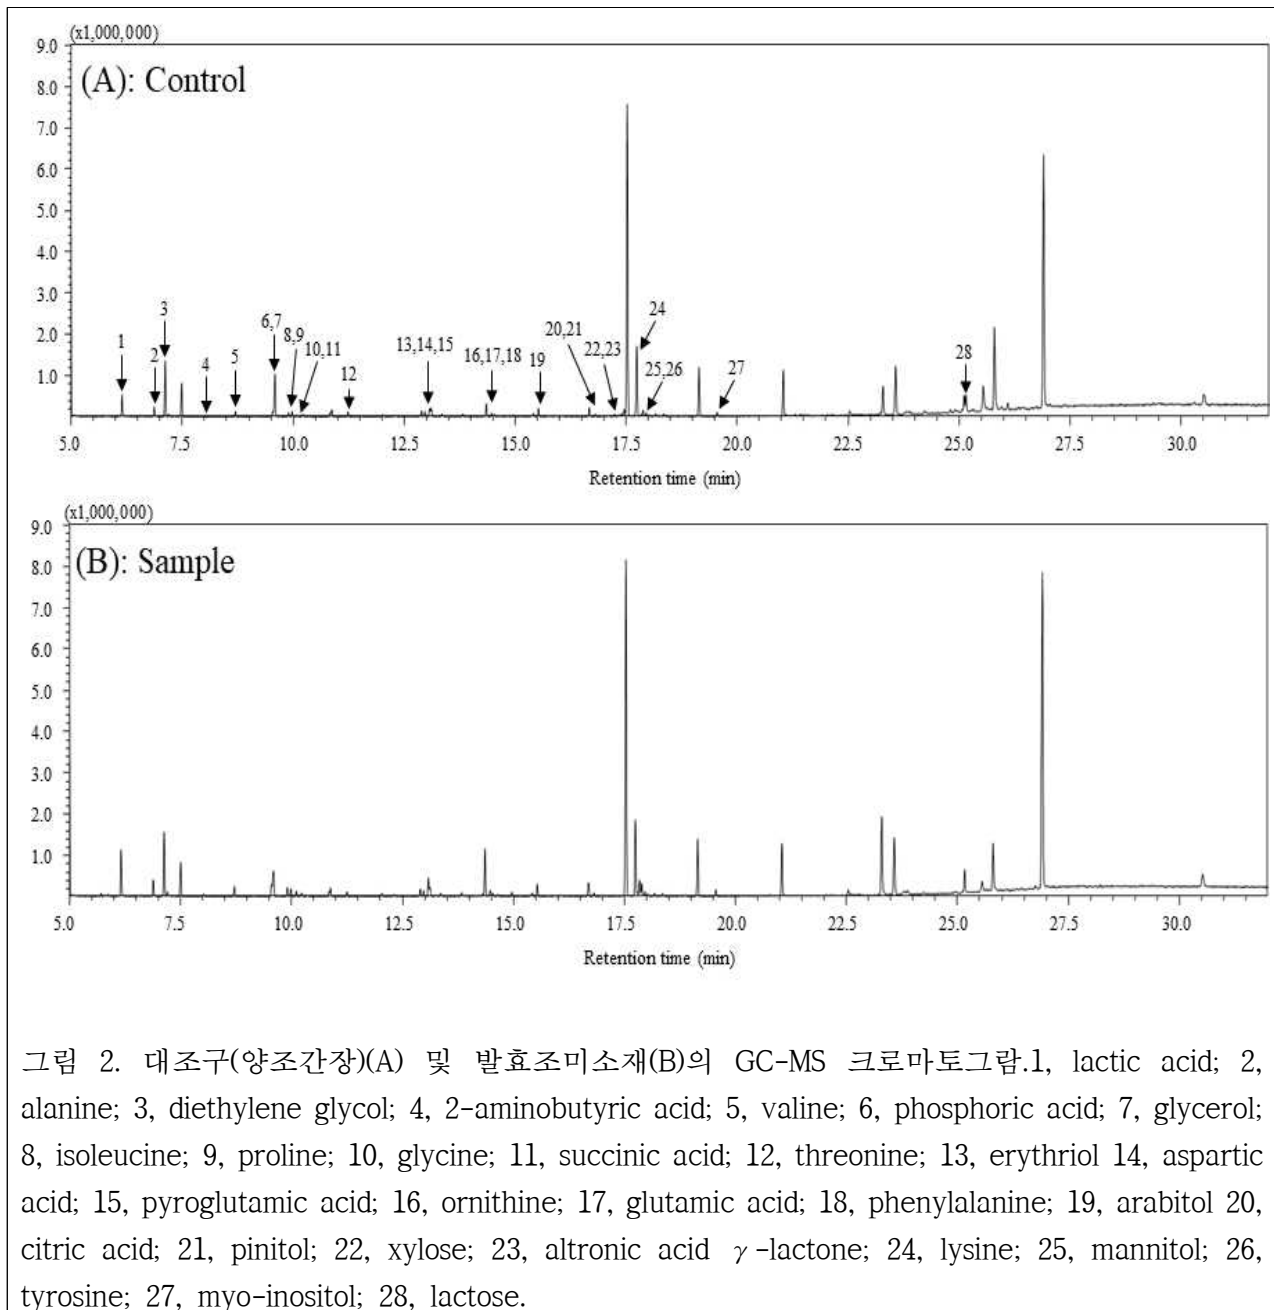 (x1,000,000)
9.0
(A): Control
8.0
7.0
6.0
5.0
4.0
3.0
2.0
1.0
1
2
3
4
5
6,7
8,9
10,11
12
13,14,15
16,17,18
19
20,21
22,23
24
25,26
27
28
5.0 7.5 10.0 12.5 15.0 17.5 20.0 22.5 25.0 27.5 30.0
Retention time (min)
(x1,000,000)
9.0
(B): Sample
8.0
7.0
6.0
5.0
4.0
3.0
2.0
1.0
5.0 7.5 10.0 12.5 15.0 17.5 20.0 22.5 25.0 27.5 30.0
Retention time (min)
그림 2. 대조구(양조간장)(A) 및 발효조미소재(B)의 GC-MS 크로마토그람.1, lactic acid; 2,
alanine; 3, diethylene glycol; 4, 2-aminobutyric acid; 5, valine; 6, phosphoric acid; 7, glycerol;
8, isoleucine; 9, proline; 10, glycine; 11, succinic acid; 12, threonine; 13, erythriol 14, aspartic
acid; 15, pyroglutamic acid; 16, ornithine; 17, glutamic acid; 18, phenylalanine; 19, arabitol 20,
citric acid; 21, pinitol; 22, xylose; 23, altronic acid γ-lactone; 24, lysine; 25, mannitol; 26,
tyrosine; 27, myo-inositol; 28, lactose.